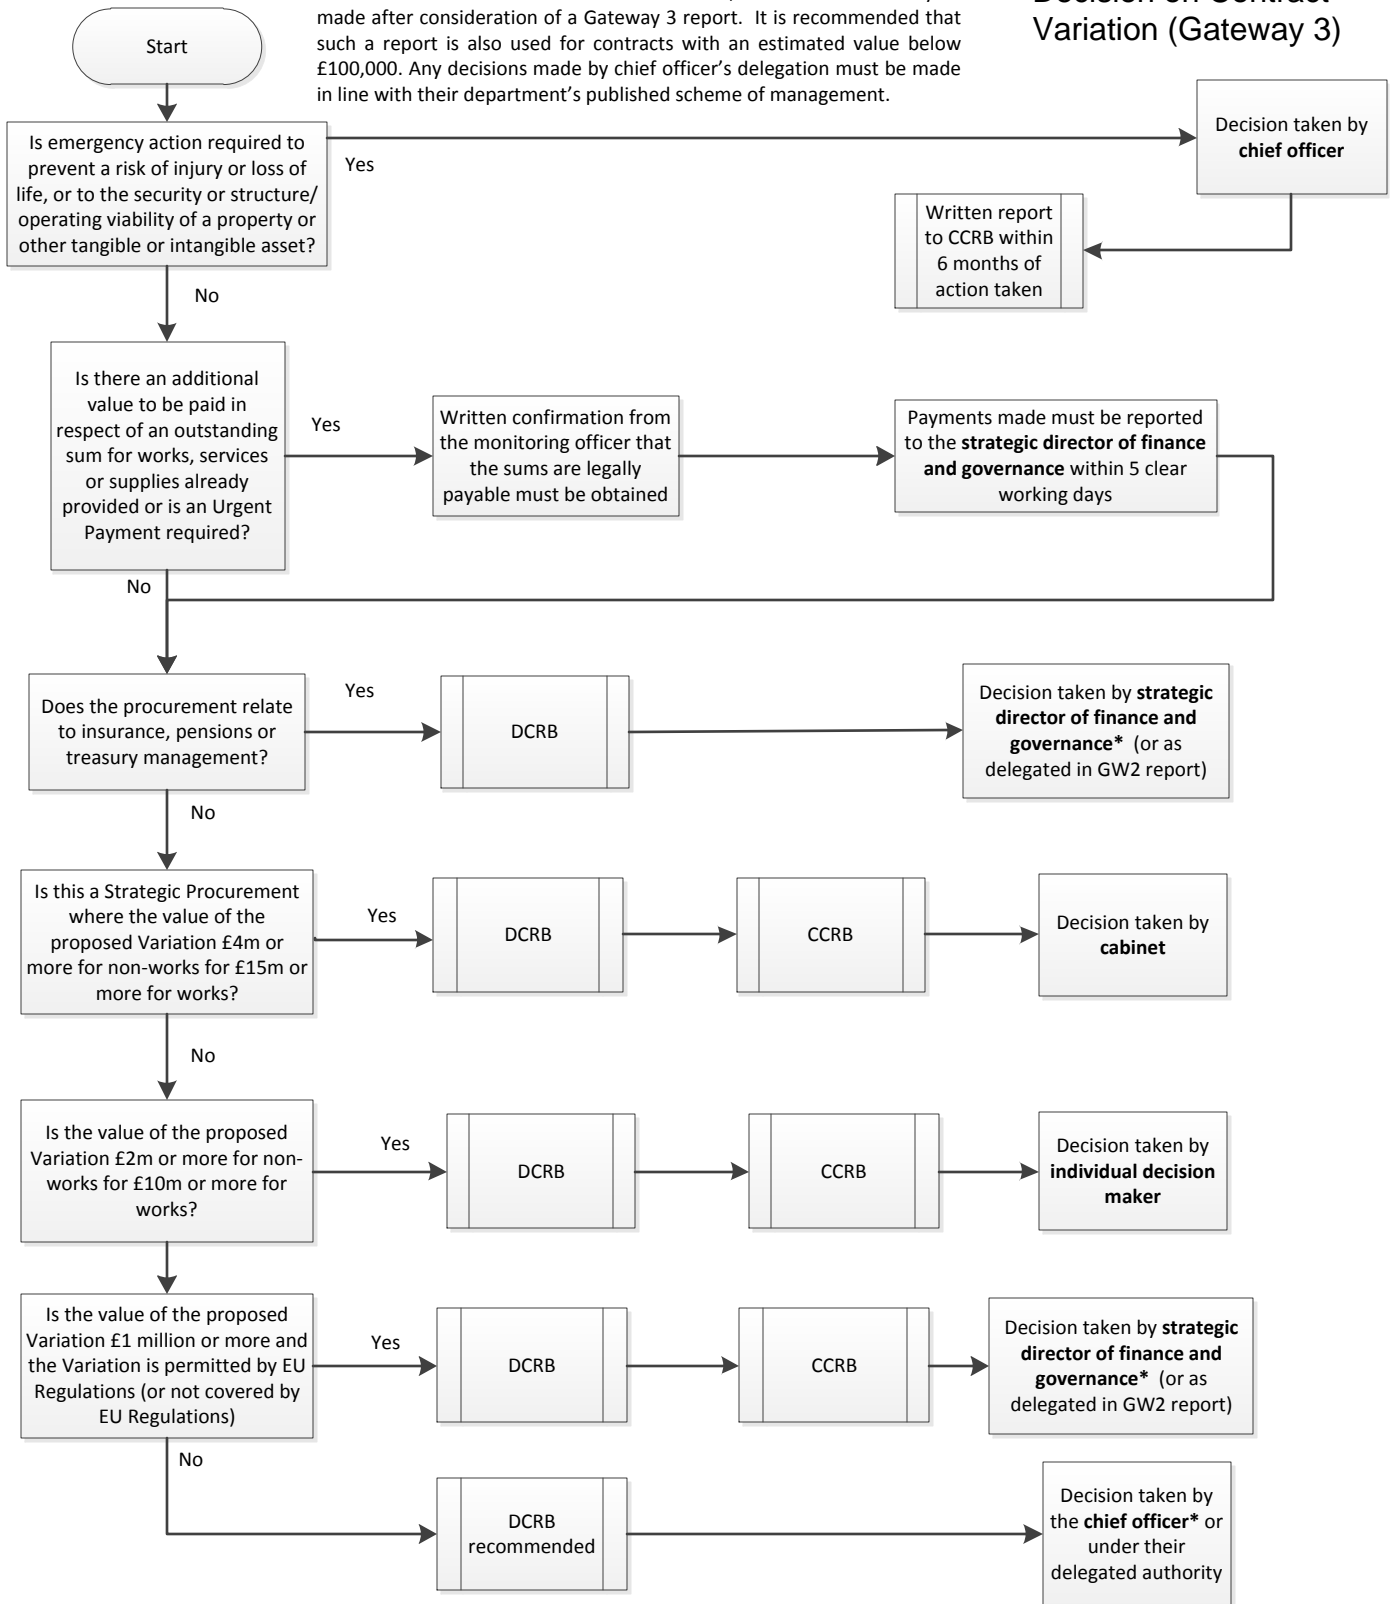 Decision on Contract
Variation (Gateway 3)
made after consideration of a Gateway 3 report. It is recommended that
such a report is also used for contracts with an estimated value below
£100,000. Any decisions made by chief officer’s delegation must be made
in line with their department’s published scheme of management.
Start
Is emergency action required to
prevent a risk of injury or loss of
life, or to the security or structure/
operating viability of a property or
other tangible or intangible asset?
Yes
Decision taken by
chief officer
Written report
to CCRB within
6 months of
action taken
No
Is there an additional
value to be paid in
respect of an outstanding
sum for works, services
or supplies already
provided or is an Urgent
Payment required?
Yes
Written confirmation from
the monitoring officer that
the sums are legally
payable must be obtained
Payments made must be reported
to the strategic director of finance
and governance within 5 clear
working days
No
Does the procurement relate
to insurance, pensions or
treasury management?
Yes
DCRB
Decision taken by strategic
director of finance and
governance* (or as
delegated in GW2 report)
No
Is this a Strategic Procurement
where the value of the
proposed Variation £4m or
more for non-works for £15m or
more for works?
Yes
DCRB
CCRB
Decision taken by
cabinet
No
Is the value of the proposed
Variation £2m or more for non-
works for £10m or more for
works?
Yes
DCRB
CCRB
Decision taken by
individual decision
maker
Is the value of the proposed
Variation £1 million or more and
the Variation is permitted by EU
Regulations (or not covered by
EU Regulations)
Yes
DCRB
CCRB
Decision taken by strategic
director of finance and
governance* (or as
delegated in GW2 report)
No
DCRB
recommended
Decision taken by
the chief officer* or
under their
delegated authority